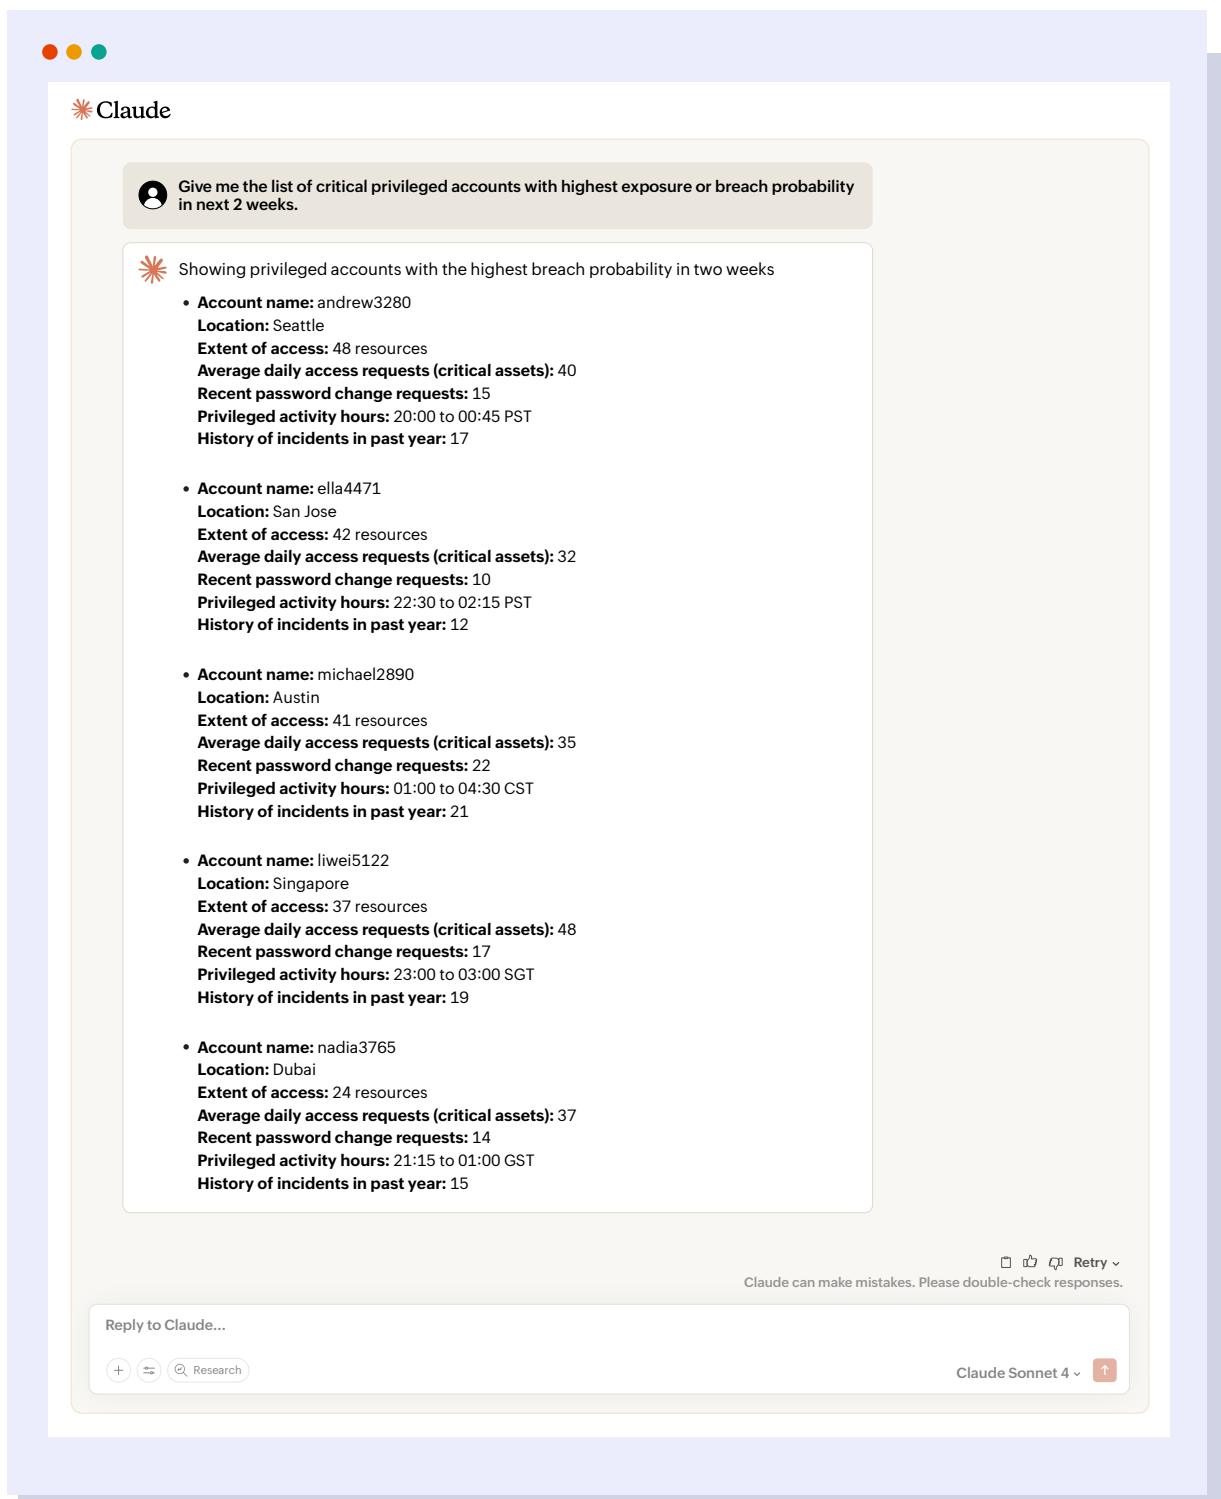 Claude
Give me the list of critical privileged accounts with highest exposure or breach probability
in next 2 weeks.
Showing privileged accounts with the highest breach probability in two weeks
• Account name: andrew3280
Location: Seattle
Extent of access: 48 resources
Average daily access requests (critical assets): 40
Recent password change requests: 15
Privileged activity hours: 20:00 to 00:45 PST
History of incidents in past year: 17
• Account name: ella4471
Location: San Jose
Extent of access: 42 resources
Average daily access requests (critical assets): 32
Recent password change requests: 10
Privileged activity hours: 22:30 to 02:15 PST
History of incidents in past year: 12
• Account name: michael2890
Location: Austin
Extent of access: 41 resources
Average daily access requests (critical assets): 35
Recent password change requests: 22
Privileged activity hours: 01:00 to 04:30 CST
History of incidents in past year: 21
• Account name: liwei5122
Location: Singapore
Extent of access: 37 resources
Average daily access requests (critical assets): 48
Recent password change requests: 17
Privileged activity hours: 23:00 to 03:00 SGT
History of incidents in past year: 19
• Account name: nadia3765
Location: Dubai
Extent of access: 24 resources
Average daily access requests (critical assets): 37
Recent password change requests: 14
Privileged activity hours: 21:15 to 01:00 GST
History of incidents in past year: 15
Retry
Claude can make mistakes. Please double-check responses.
Reply to Claude...
Research
Claude Sonnet 4